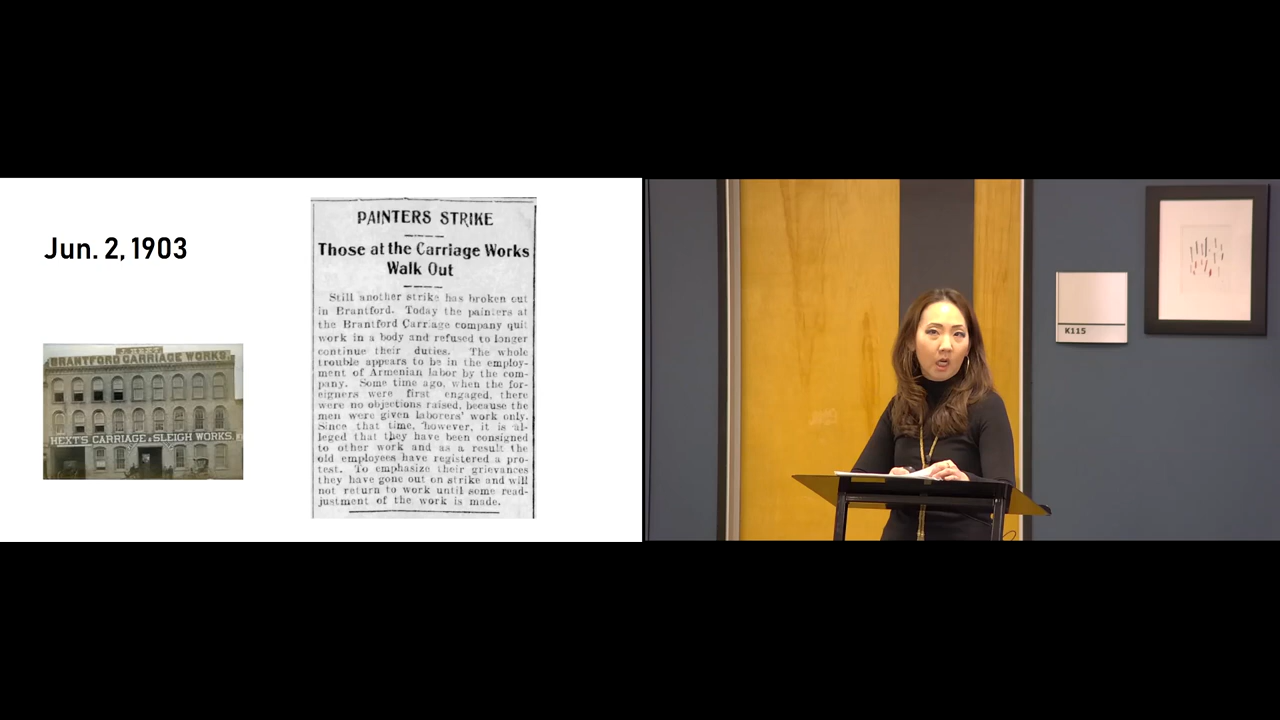 Jun. 2, 1903
BRANTFORD CARRIAGE WORKS.
HEXT'S CARRIAGE & SLEIGH WORKS.
PAINTERS STRIKE
Those at the Carriage Works
Walk Out
Still another strike has broken out
in Brantford. Today the painters at
the Brantford Carriage company quit
work in a body and refused to longer
continue their duties. The whole
trouble appears to be in the employ-
ment of Armenian labor by the com-
pany. Some time ago, when the for-
eigners were first engaged, there
were no objections raised, because the
men were given laborers' work only.
Since that time, however, it is al-
leged that they have been consigned
to other work and as a result the
old employees have registered a pro-
test. To emphasize their grievances
they have gone out on strike and will
not return to work until some read-
justment of the work is made.
K115